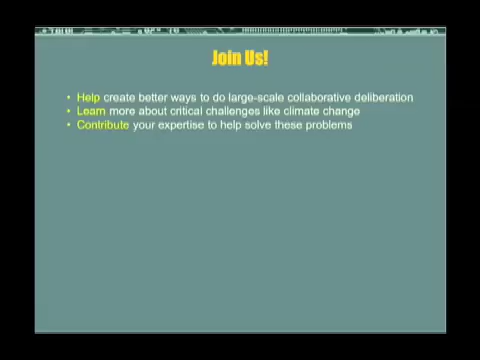 Join Us!
• Help create better ways to do large-scale collaborative deliberation
• Learn more about critical challenges like climate change
• Contribute your expertise to help solve these problems